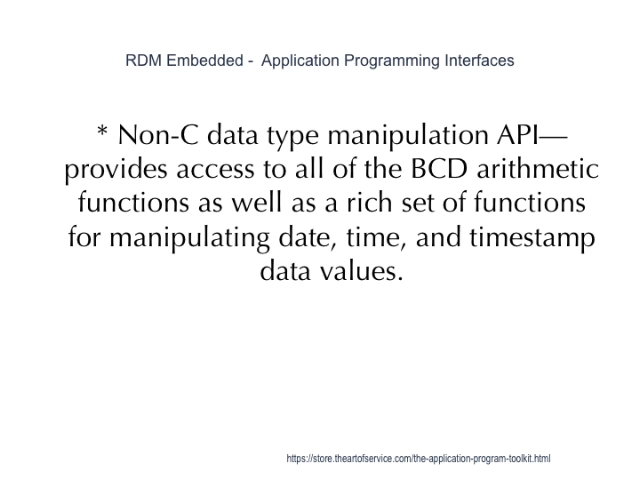 RDM Embedded -  Application Programming Interfaces
* Non-C data type manipulation API—
provides access to all of the BCD arithmetic
functions as well as a rich set of functions
for manipulating date, time, and timestamp
data values.
https://store.theartofservice.com/the-application-program-toolkit.html